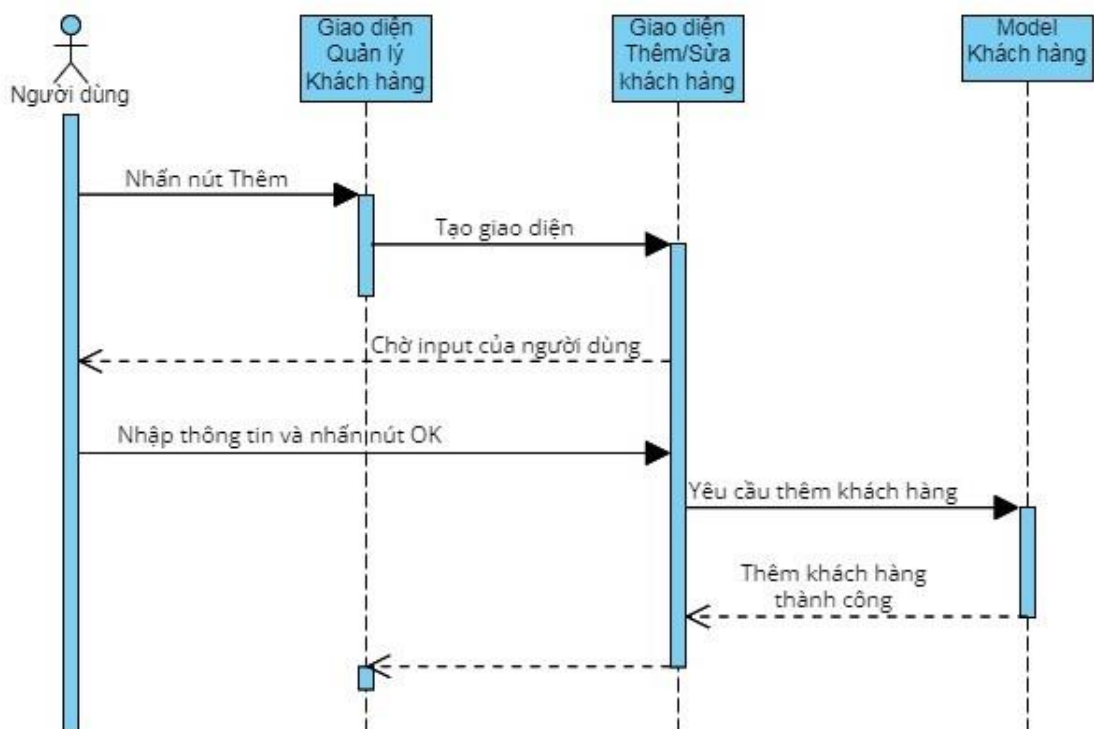 Giao diện
Quản lý
Khách hàng
Giao diện
Thêm/Sửa
khách hàng
Model
Khách hàng
Người dùng
Nhấn nút Thêm
Tạo giao diện
Chờ input của người dùng
Nhập thông tin và nhấn nút OK
Yêu cầu thêm khách hàng
Thêm khách hàng
thành công